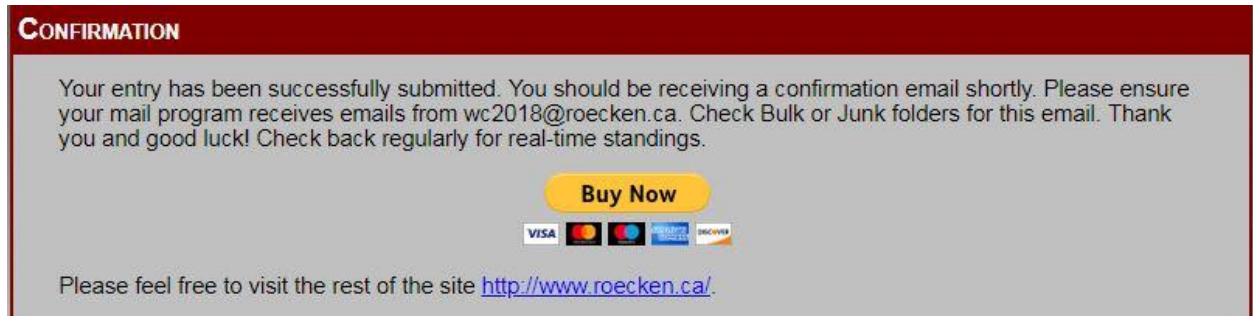 CONFIRMATION
Your entry has been successfully submitted. You should be receiving a confirmation email shortly. Please ensure
your mail program receives emails from wc2018@roecken.ca. Check Bulk or Junk folders for this email. Thank
you and good luck! Check back regularly for real-time standings.
Buy Now
VISA DISCOVER
Please feel free to visit the rest of the site http://www.roecken.ca/.